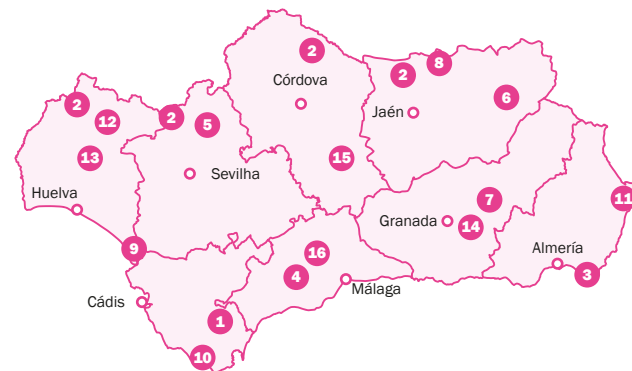 2
Córdova
2
8
Jaén
6
2
12
2
5
13
Sevilha
15
Huelva
7
11
Granada
14
9
16
Almería
4
Málaga
3
Cádis
1
10